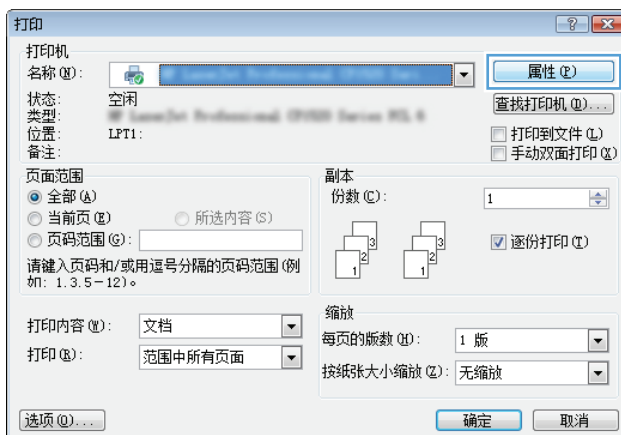 打印
打印机
名称(N):
属性(P)
状态: 空闲
类型:
查找打印机(D)...
位置: LPT1:
打印到文件(L)
备注:
手动双面打印(X)
页面范围
全部(A)
当前页(E) 所选内容(S)
页码范围(G):
请键入页码和/或用逗号分隔的页码范围(例
如: 1.3.5-12)。
副本
份数(C): 1
1 2 3
1 2 3
逐份打印(T)
打印内容(W): 文档
打印(R): 范围中所有页面
缩放
每页的版数(H): 1 版
按纸张大小缩放(Z): 无缩放
选项(O)...
确定 取消